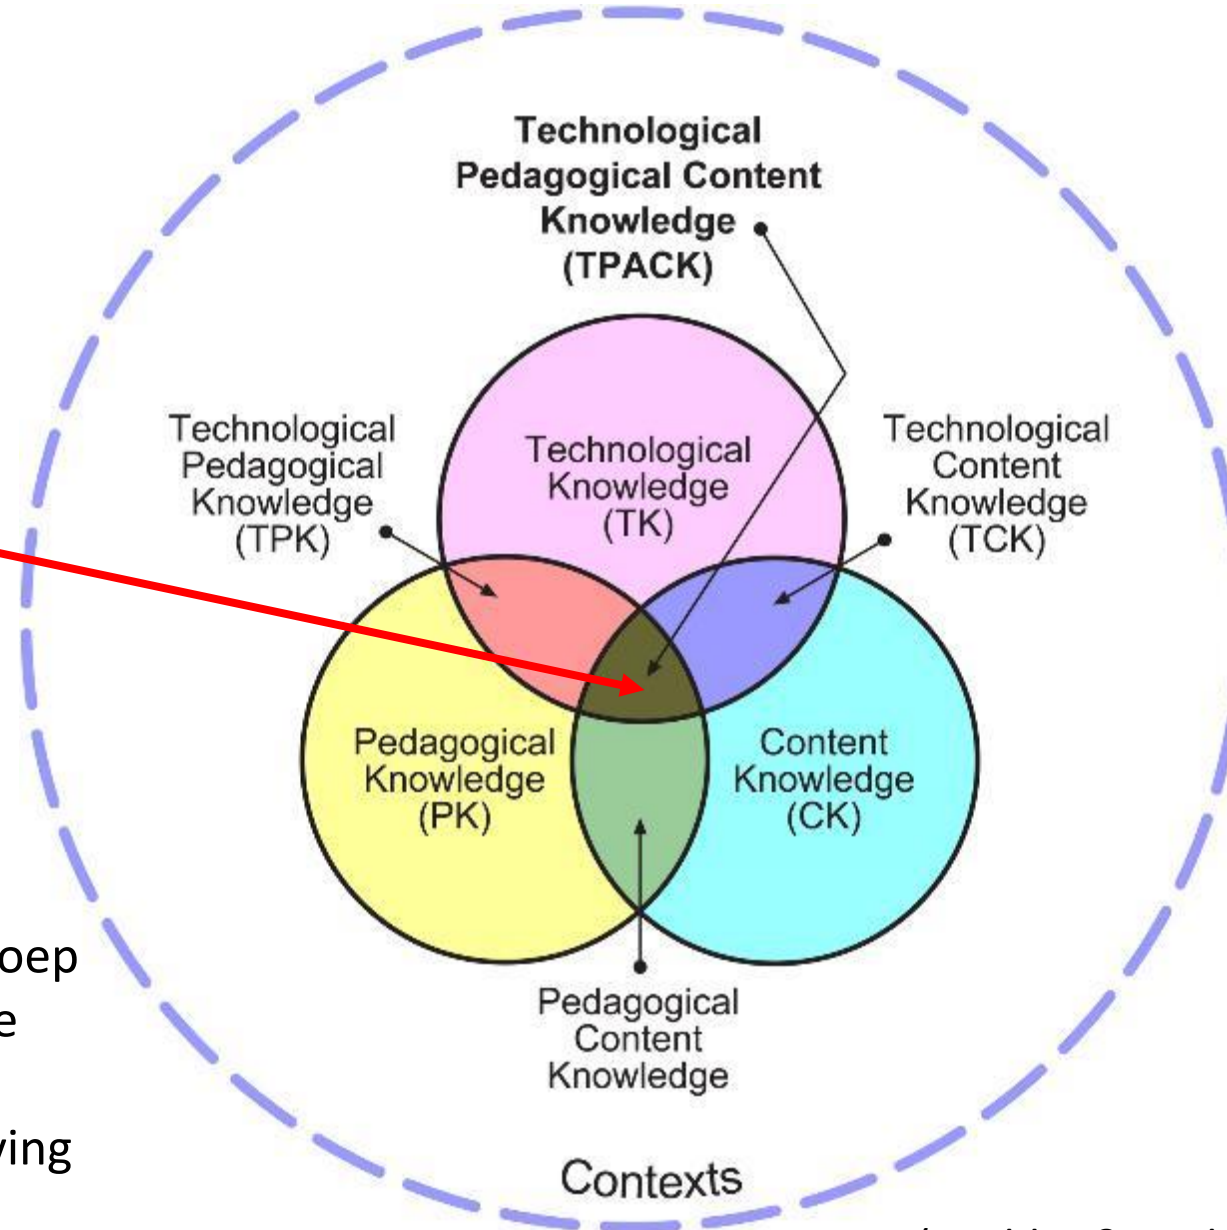 Technological
Pedagogical Content
Knowledge
(TPACK)
Technological
Pedagogical
Knowledge
(TPK)
Technological
Knowledge
(TK)
Technological
Content
Knowledge
(TCK)
Pedagogical
Knowledge
(PK)
Content
Knowledge
(CK)
oep
e
ving
Pedagogical
Content
Knowledge
Contexts